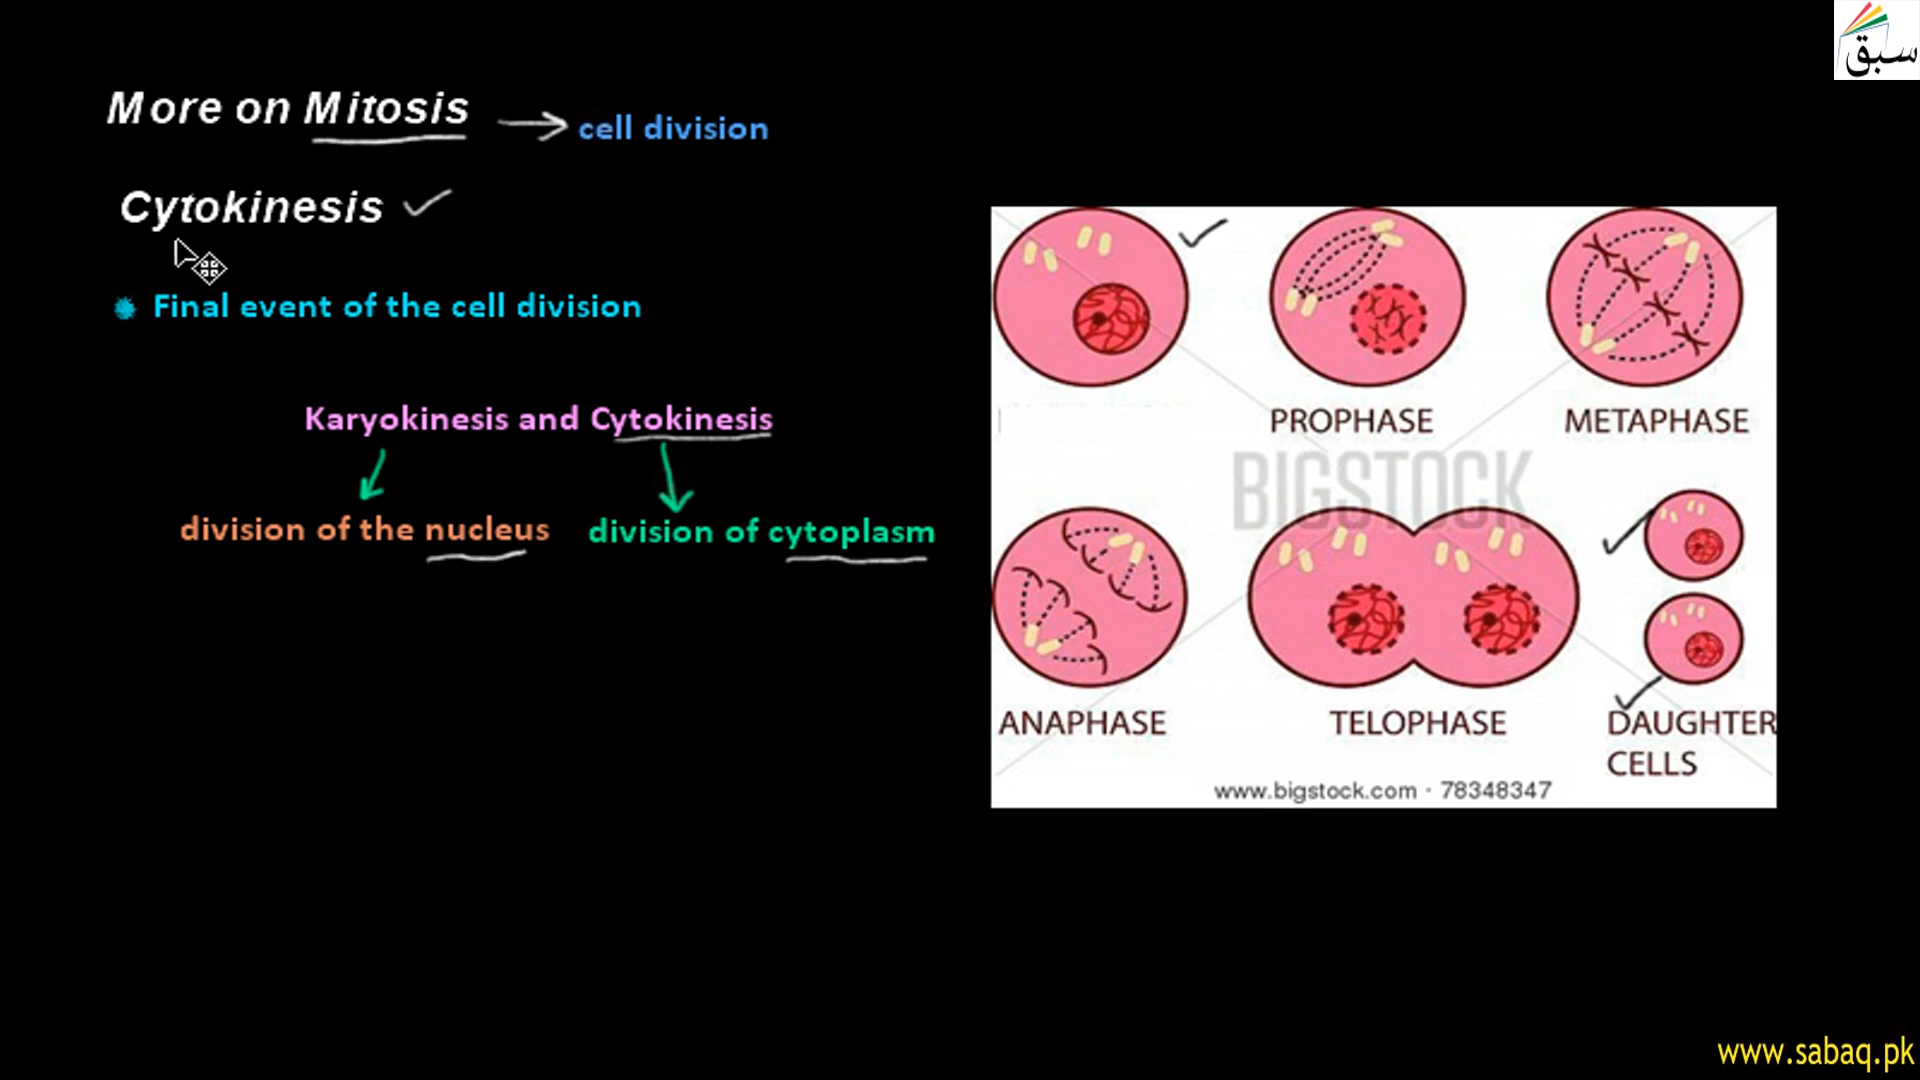 سبق
More on Mitosis
cell division
Cytokinesis
Final event of the cell division
Karyokinesis and Cytokinesis
division of the nucleus
division of cytoplasm
PROPHASE
METAPHASE
BIGSTOCK
ANAPHASE
TELOPHASE
DAUGHTER
CELLS
www.bigstock.com · 78348347
www.sabaq.pk